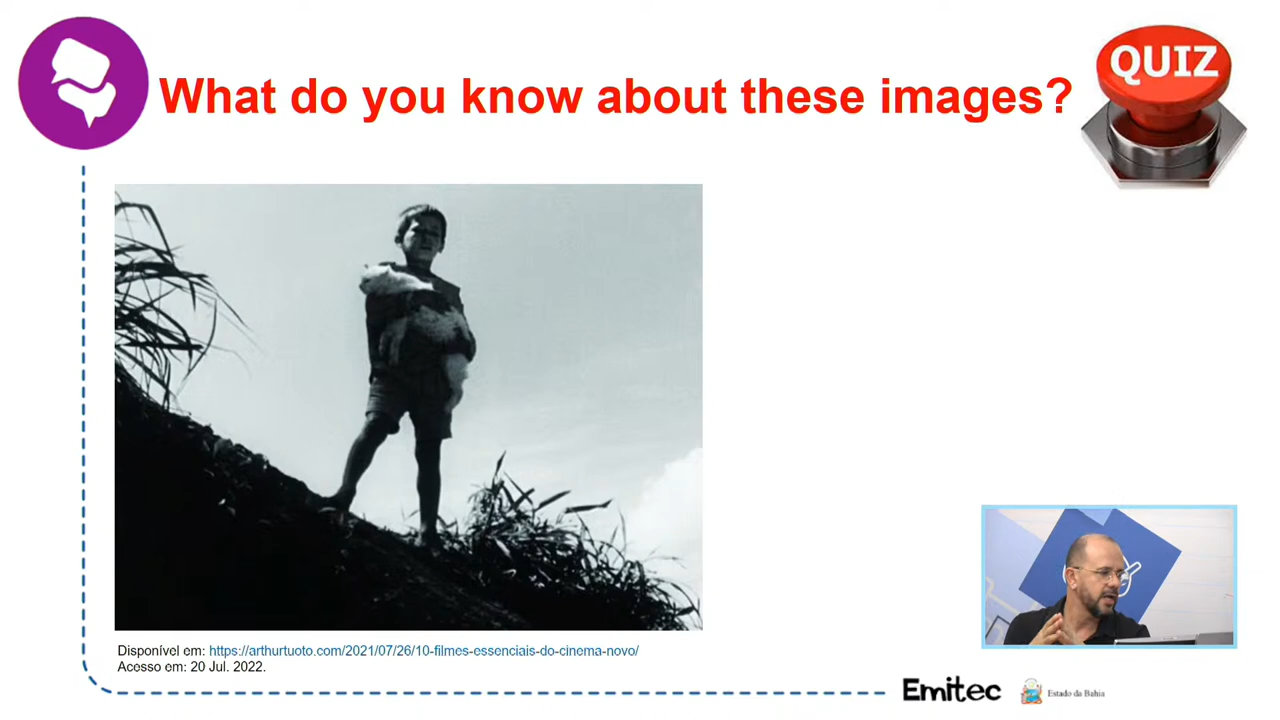 What do you know about these images?
QUIZ
Disponível em: https://arthurtuoto.com/2021/07/26/10-filmes-essenciais-do-cinema-novo/
Acesso em: 20 Jul. 2022.
Emitec
Estado da Bahia